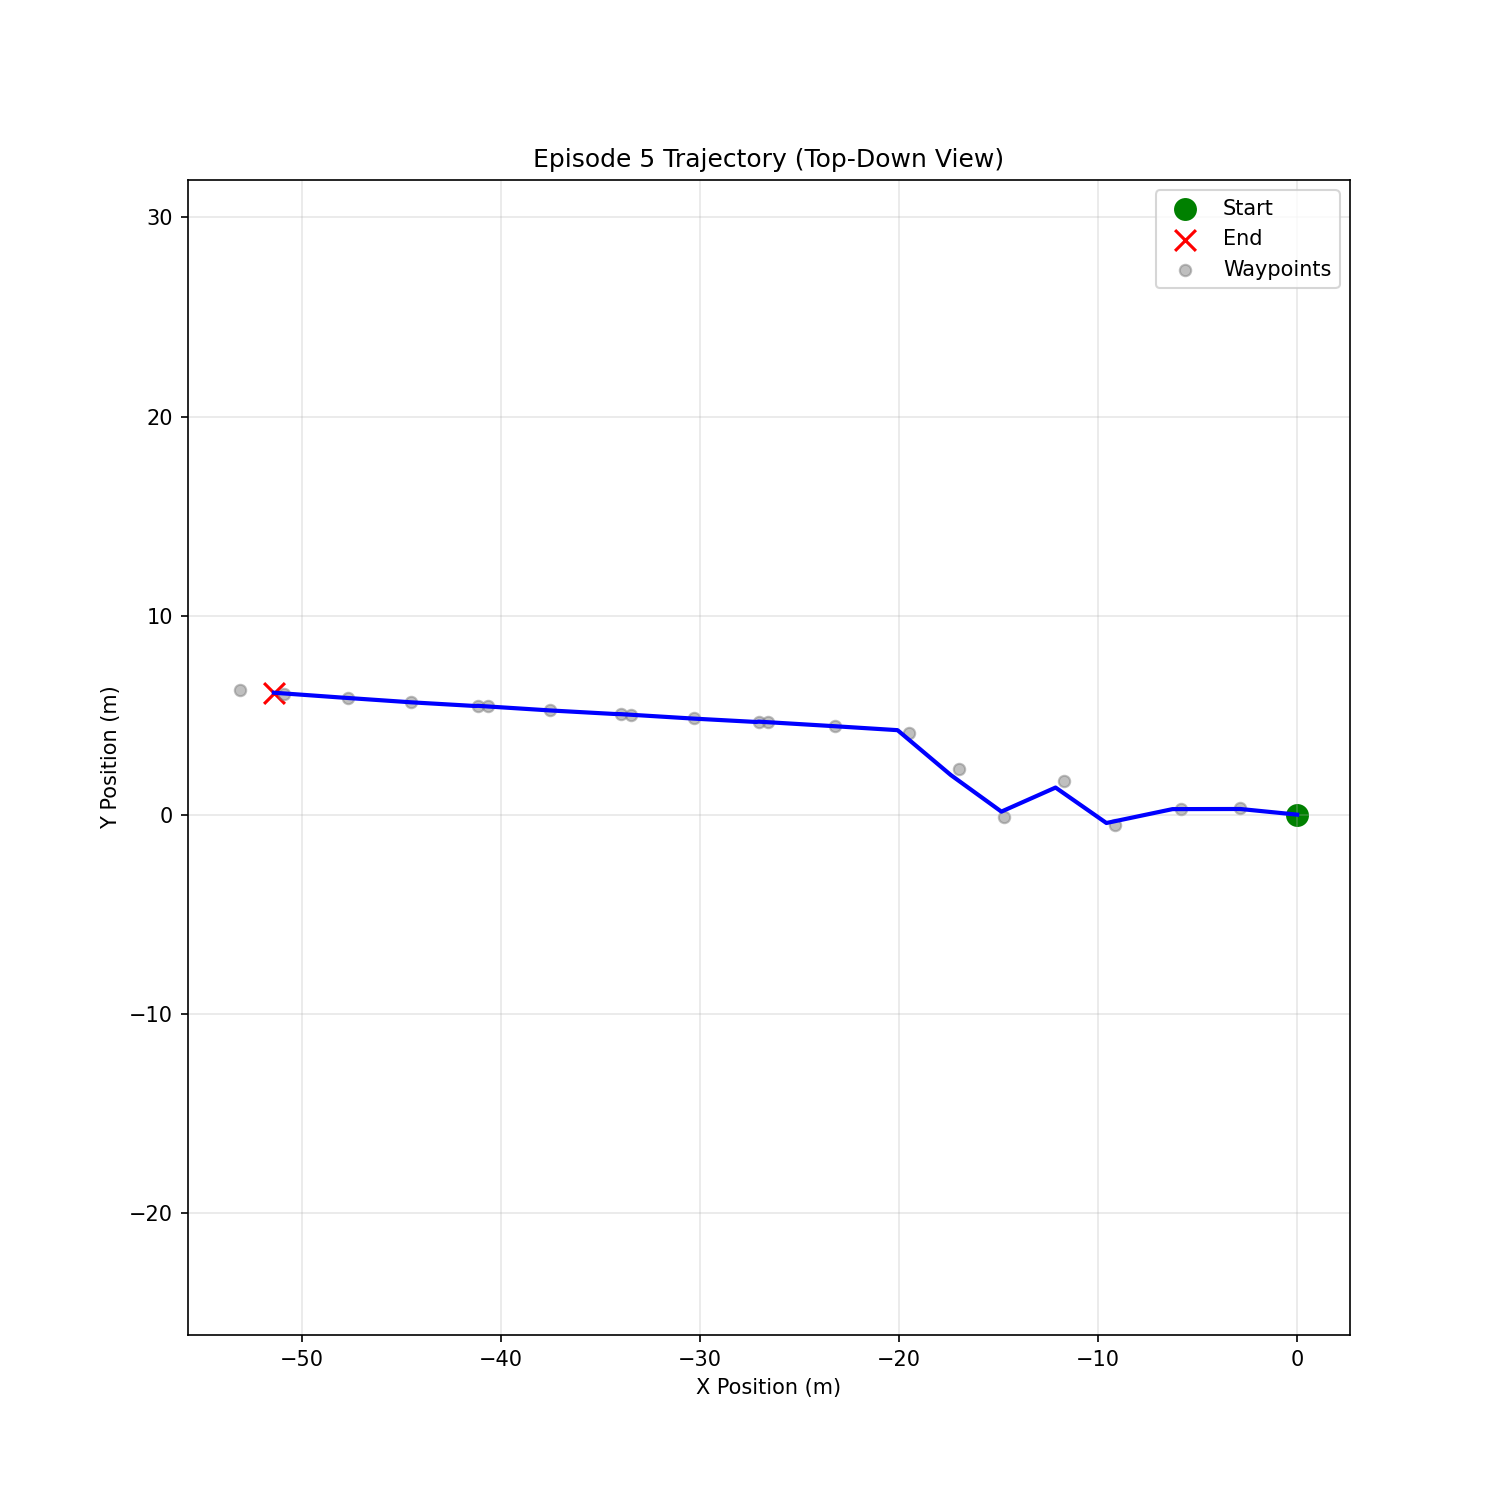 Episode 5 Trajectory (Top-Down View)
Start
End
Waypoints
30
20
10
0
−10
−20
Y Position (m)
−50
−40
−30
−20
−10
0
X Position (m)